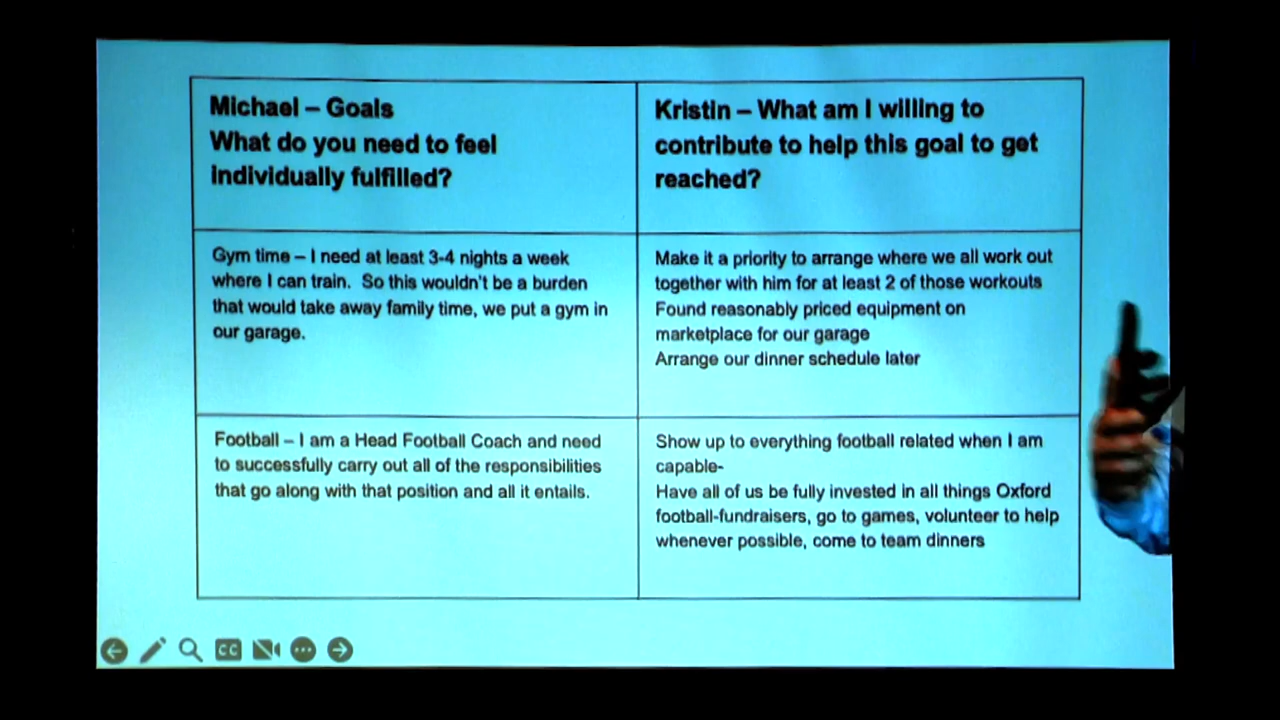 Michael – Goals
What do you need to feel
individually fulfilled?
Kristin – What am I willing to
contribute to help this goal to get
reached?
Gym time – I need at least 3-4 nights a week
where I can train.  So this wouldn't be a burden
that would take away family time, we put a gym in
our garage.
Make it a priority to arrange where we all work out
together with him for at least 2 of those workouts
Found reasonably priced equipment on
marketplace for our garage
Arrange our dinner schedule later
Football – I am a Head Football Coach and need
to successfully carry out all of the responsibilities
that go along with that position and all it entails.
Show up to everything football related when I am
capable-
Have all of us be fully invested in all things Oxford
football-fundraisers, go to games, volunteer to help
whenever possible, come to team dinners
CC